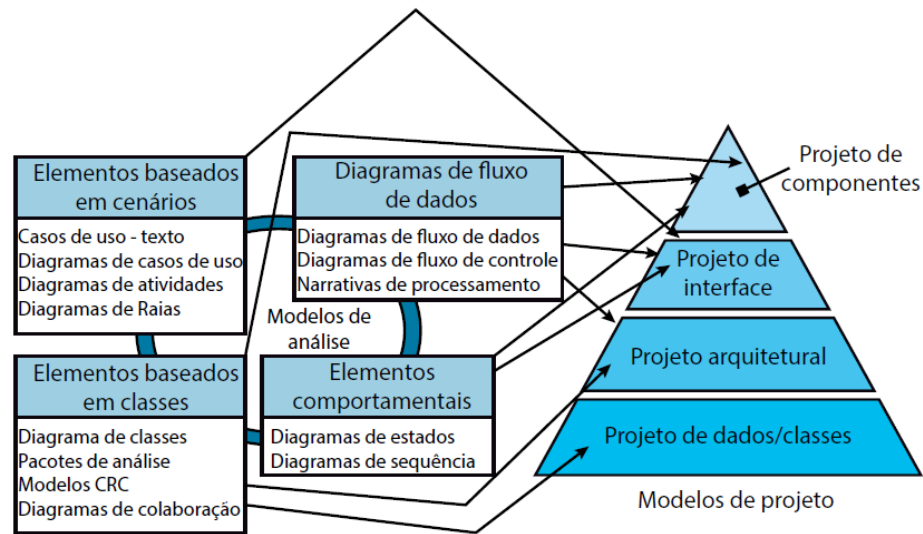 Elementos baseados
em cenários
Casos de uso - texto
Diagramas de casos de uso
Diagramas de atividades
Diagramas de Raias
Diagramas de fluxo
de dados
Diagramas de fluxo de dados
Diagramas de fluxo de controle
Narrativas de processamento
Modelos de
análise
Elementos baseados
em classes
Diagrama de classes
Pacotes de análise
Modelos CRC
Diagramas de colaboração
Elementos
comportamentais
Diagramas de estados
Diagramas de sequência
Projeto de
componentes
Projeto de
interface
Projeto arquitetural
Projeto de dados/classes
Modelos de projeto